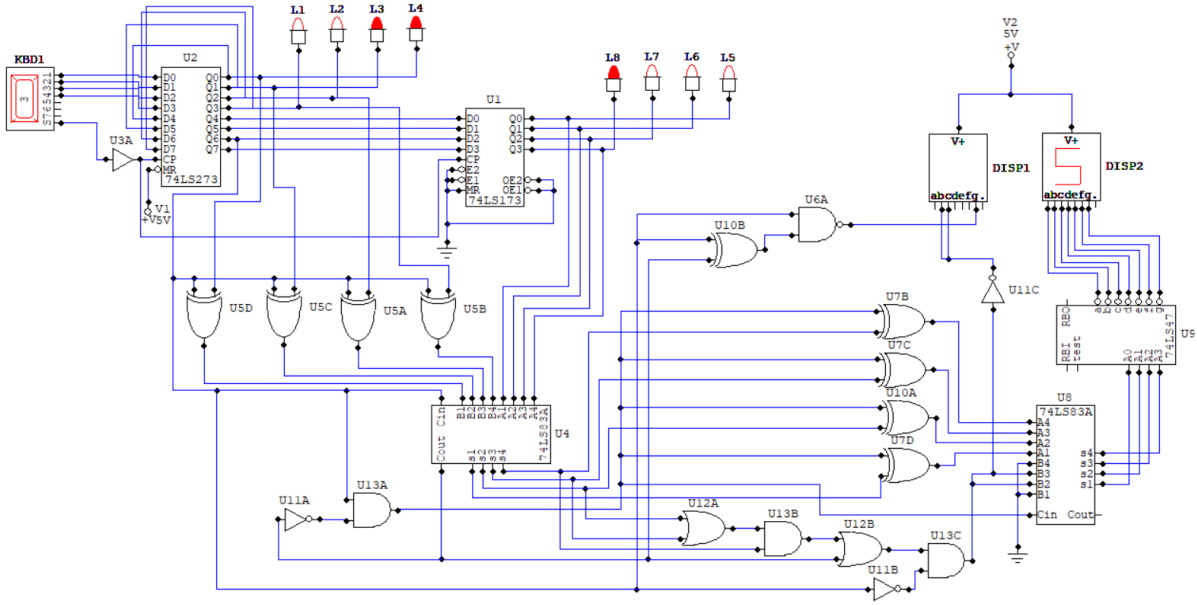 L1 L2 L3 L4
V2
5V
+V
KBD1
3
S7654321
U2
D0 Q0
D1 Q1
D2 Q2
D3 Q3
D4 Q4
D5 Q5
D6 Q6
D7 Q7
CP
MR
74LS273
U3A
V1
+V5V
L8 L7 L6 L5
U1
D0 Q0
D1 Q1
D2 Q2
D3 Q3
CP
E2
E1 OE2
MR OE1
74LS173
V+
DISP1
abcdefg.
V+
DISP2
abcdefg.
U6A
U10B
U11C
U5D
U5C
U5A
U5B
U7B
U7C
U10A
U7D
RBO a b c d e f g
74LS47
U9
RBI test A0 A1 A2 A3
Cin B1 B2 B3 B4 A1 A2 A3 A4
74LS83A
U4
Cout s1 s2 s3 s4
U8
74LS83A
A4
A3
A2
A1 s4
B4 s3
B3 s2
B2 s1
B1
Cin Cout
U11A
U13A
U12A
U13B
U12B
U13C
U11B